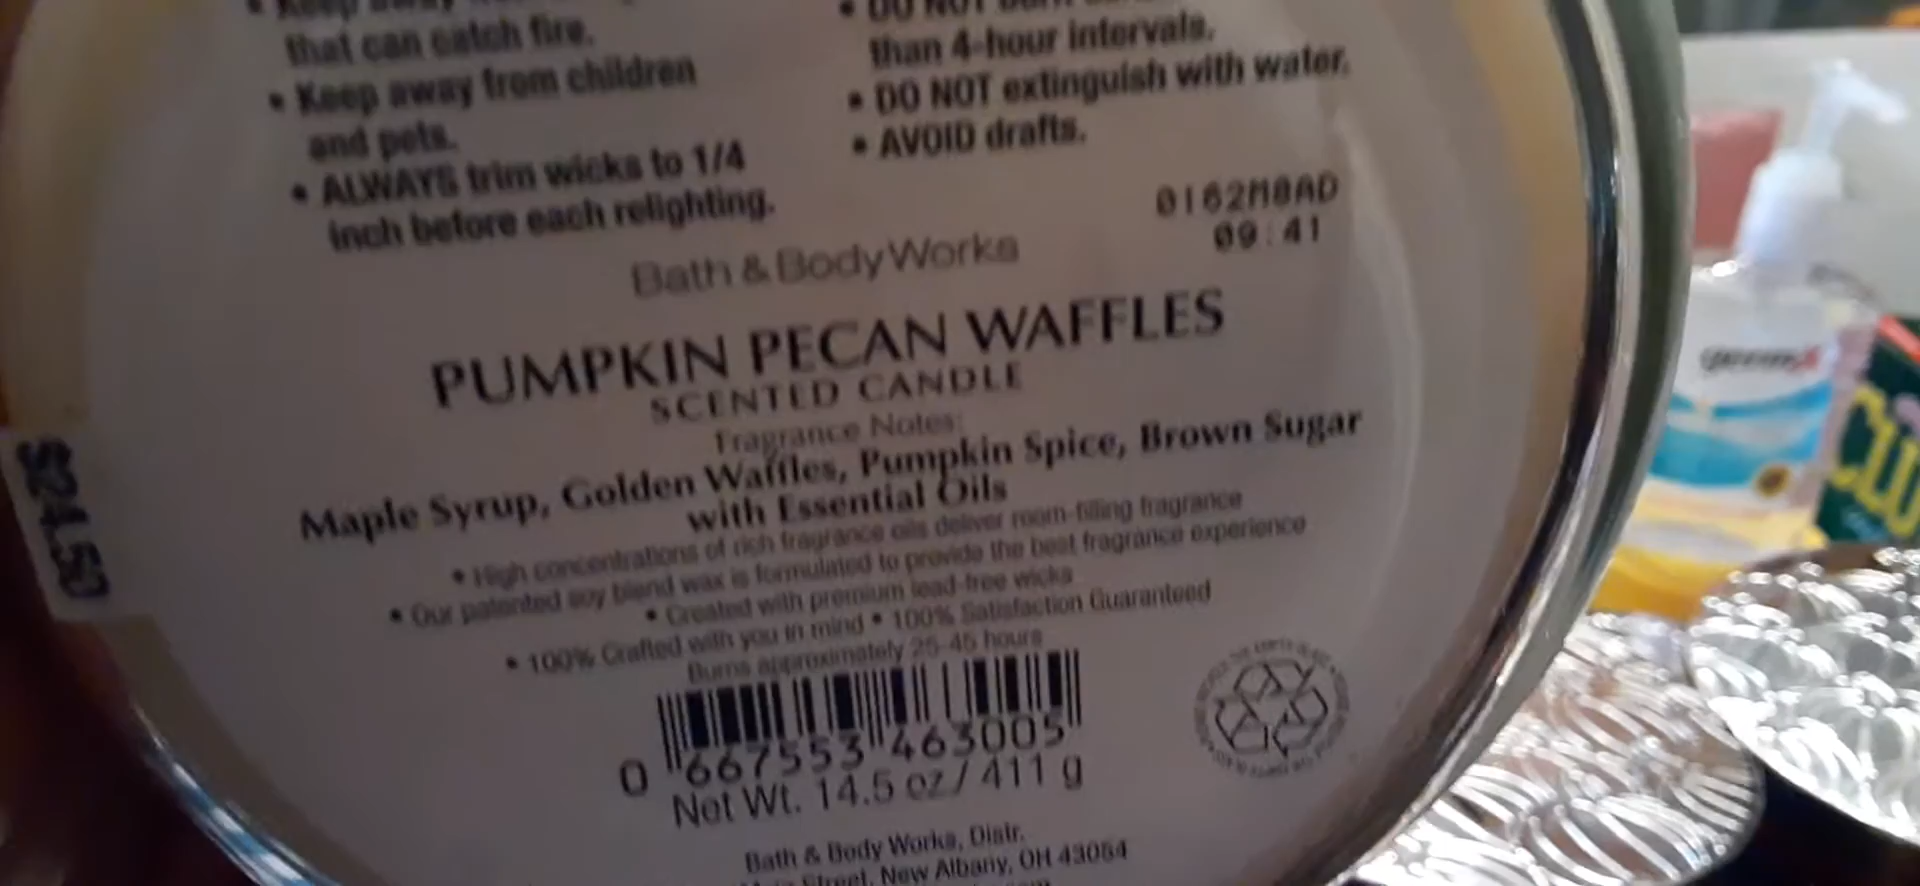 • Keep away
that can catch fire.
• Keep away from children
and pets.
• ALWAYS trim wicks to 1/4
inch before each relighting.
• DO NOT burn
than 4-hour intervals.
• DO NOT extinguish with water.
• AVOID drafts.
0162M8AD
09:41
Bath & Body Works
PUMPKIN PECAN WAFFLES
SCENTED CANDLE
Fragrance Notes:
Maple Syrup, Golden Waffles, Pumpkin Spice, Brown Sugar
with Essential Oils
• High concentrations of rich fragrance oils deliver room-filling fragrance
• Our patented soy blend wax is formulated to provide the best fragrance experience
• Created with premium lead-free wicks
• 100% Crafted with you in mind • 100% Satisfaction Guaranteed
Burns approximately 25-45 hours
0 667553 463005
Net Wt. 14.5 oz / 411 g
Bath & Body Works, Distr.
Street, New Albany, OH 43054
$24.50